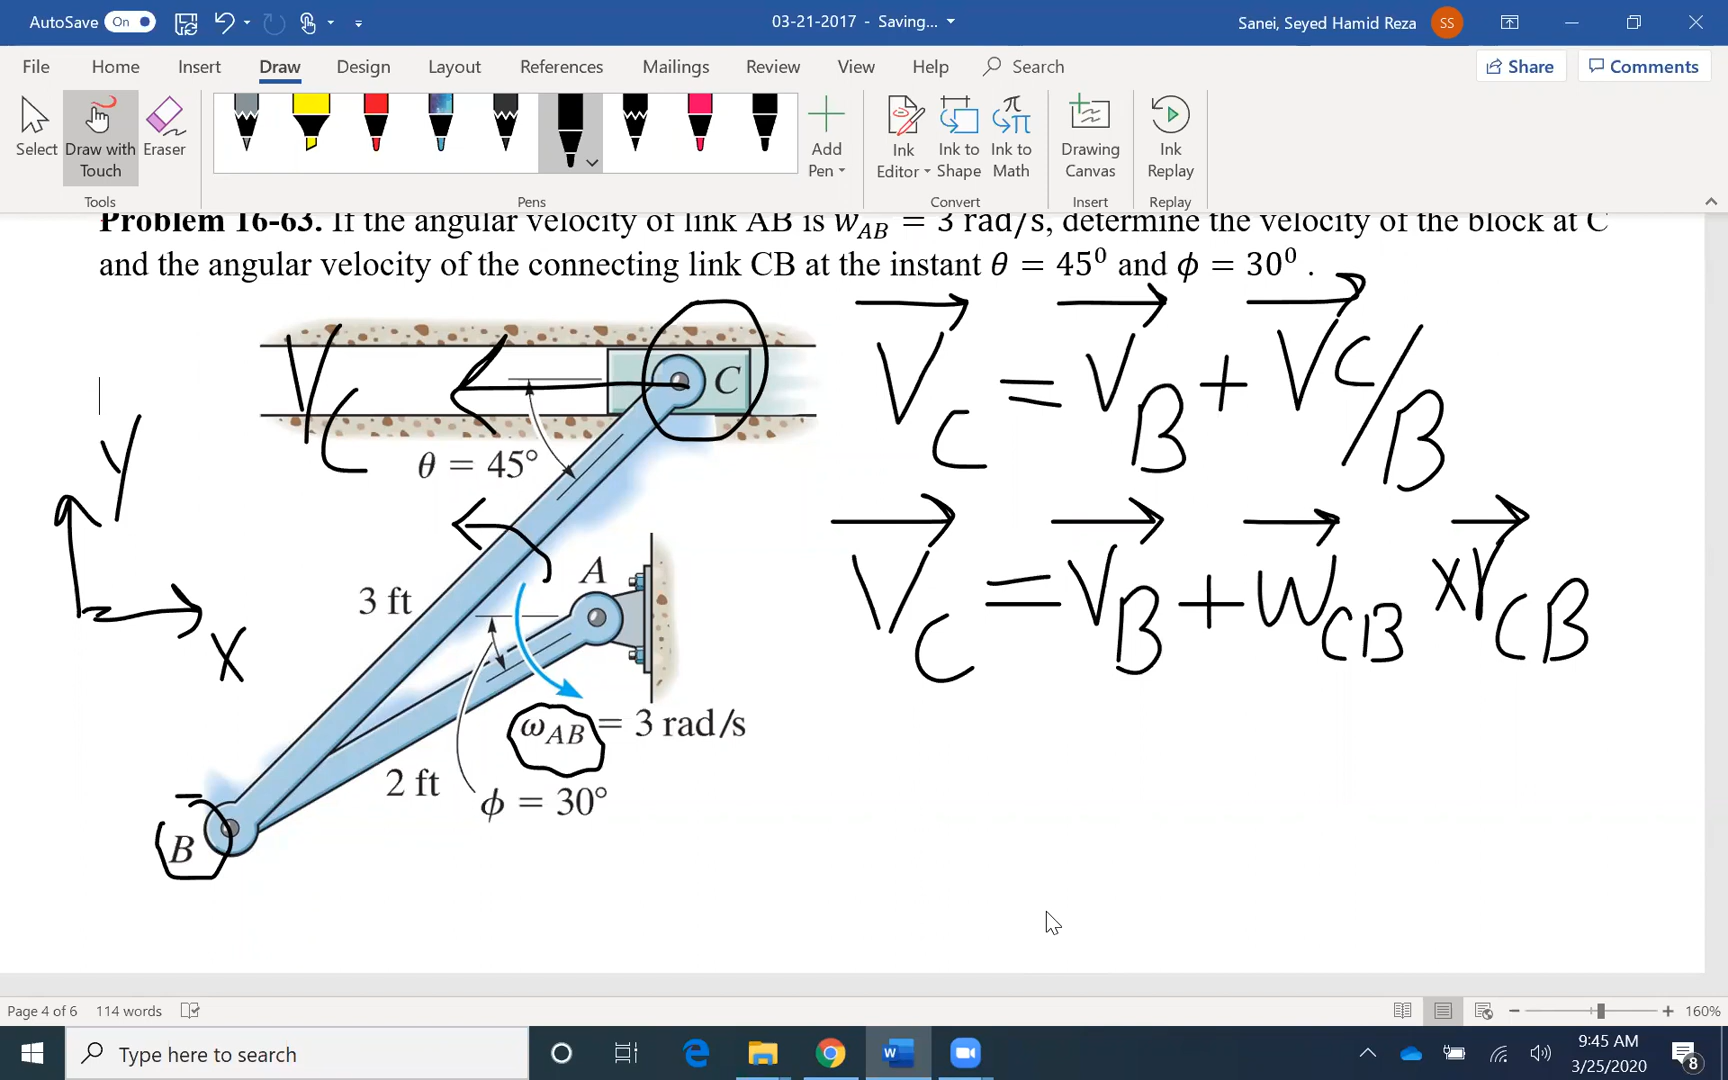 AutoSave On 03-21-2017 - Saving... Sanei, Seyed Hamid Reza SS
File Home Insert Draw Design Layout References Mailings Review View Help Search Share Comments
Select Draw with Touch Eraser Add Pen Ink Editor Ink to Shape Ink to Math Drawing Canvas Ink Replay
Tools Pens Convert Insert Replay
Problem 16-63. If the angular velocity of link AB is w_AB = 3 rad/s, determine the velocity of the block at C
and the angular velocity of the connecting link CB at the instant θ = 45⁰ and ϕ = 30⁰ .
V_C C
V_C = V_B + V_C/B
θ = 45°
Y
X
A
3 ft
V_C = V_B + W_CB × r_CB
ω_AB = 3 rad/s
2 ft
ϕ = 30°
B
Page 4 of 6 114 words 160%
Type here to search
9:45 AM
3/25/2020
8